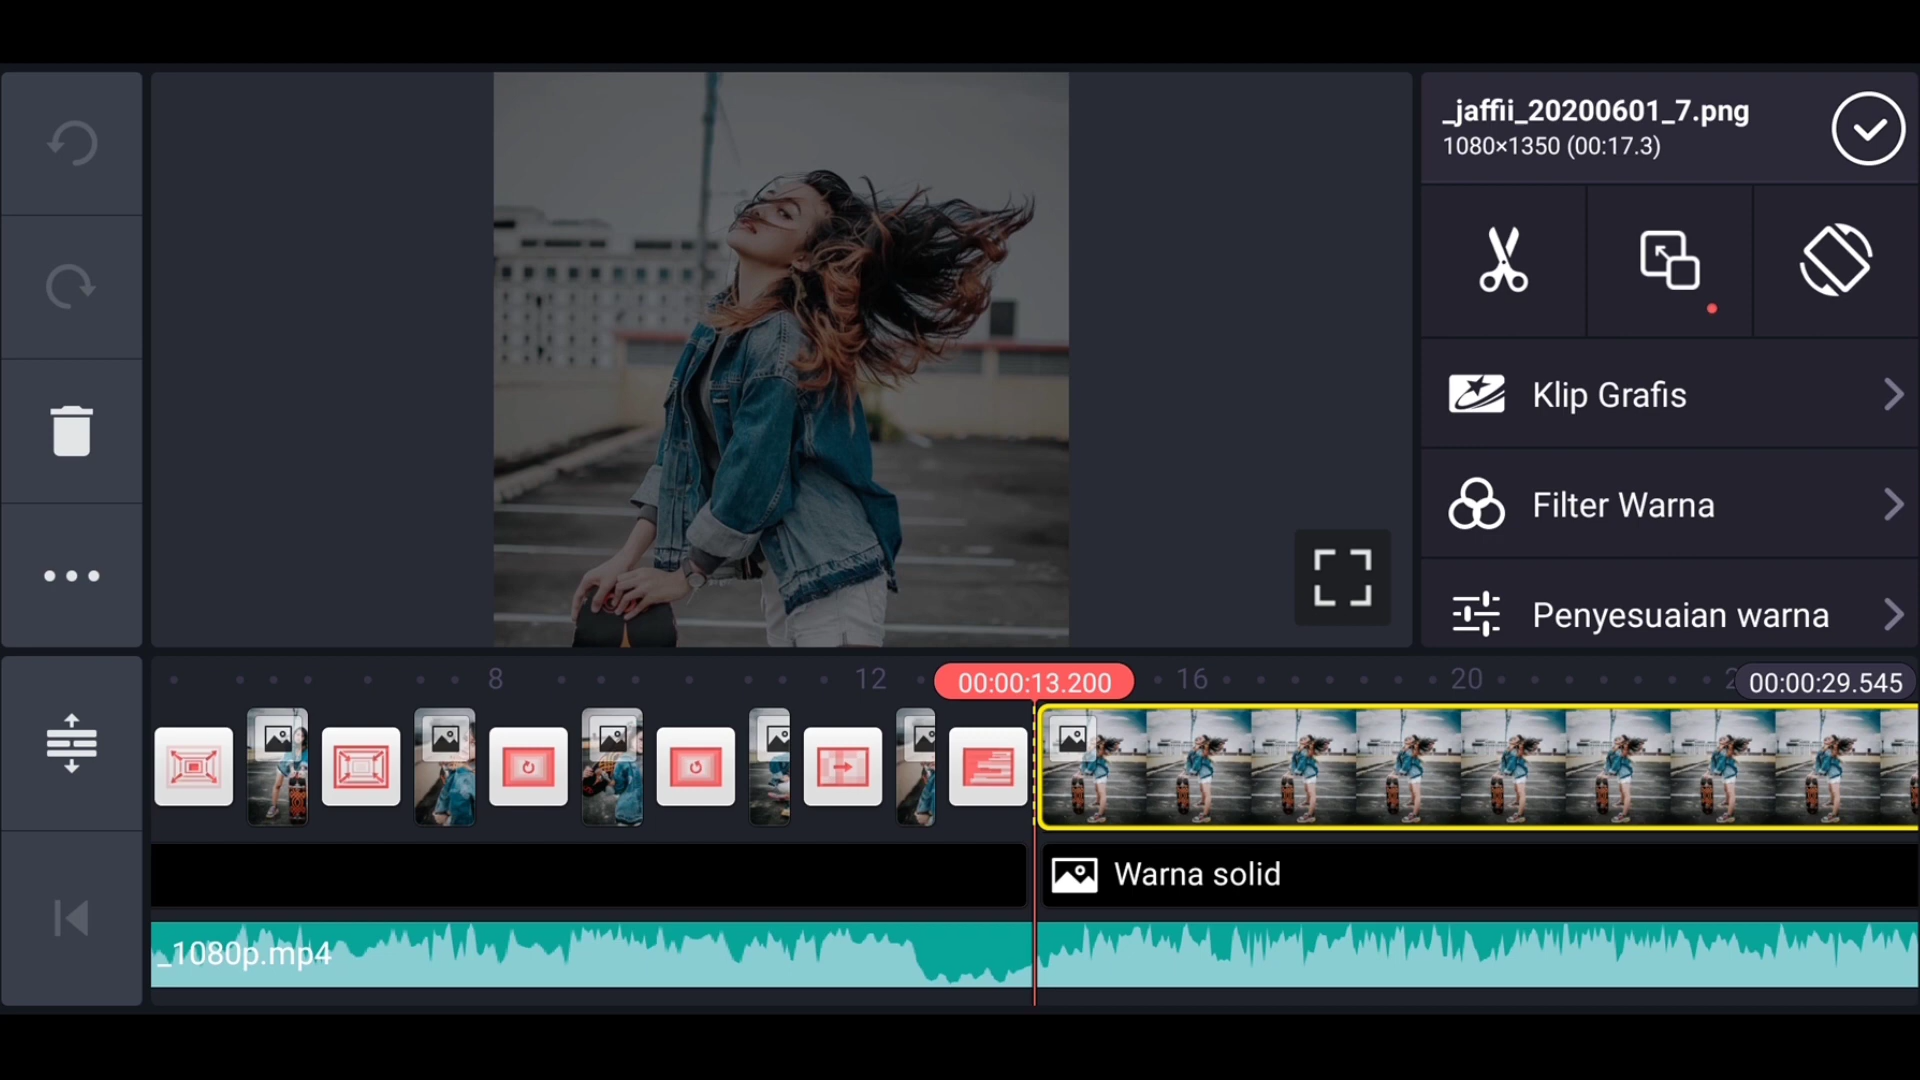 _jaffii_20200601_7.png
1080×1350 (00:17.3)
Klip Grafis
Filter Warna
Penyesuaian warna
8
12
00:00:13.200
16
20
00:00:29.545
Warna solid
_1080p.mp4